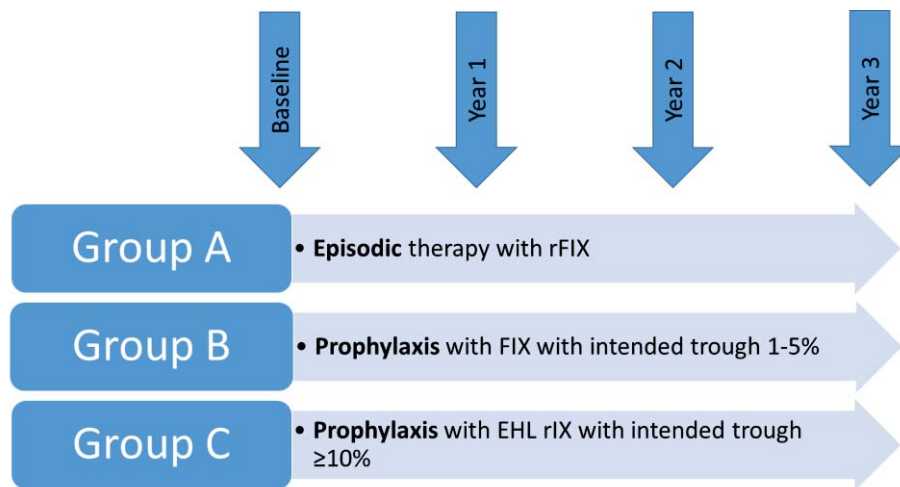 Baseline
Year 1
Year 2
Year 3
Group A
• Episodic therapy with rFIX
Group B
• Prophylaxis with FIX with intended trough 1-5%
Group C
• Prophylaxis with EHL rIX with intended trough
≥10%